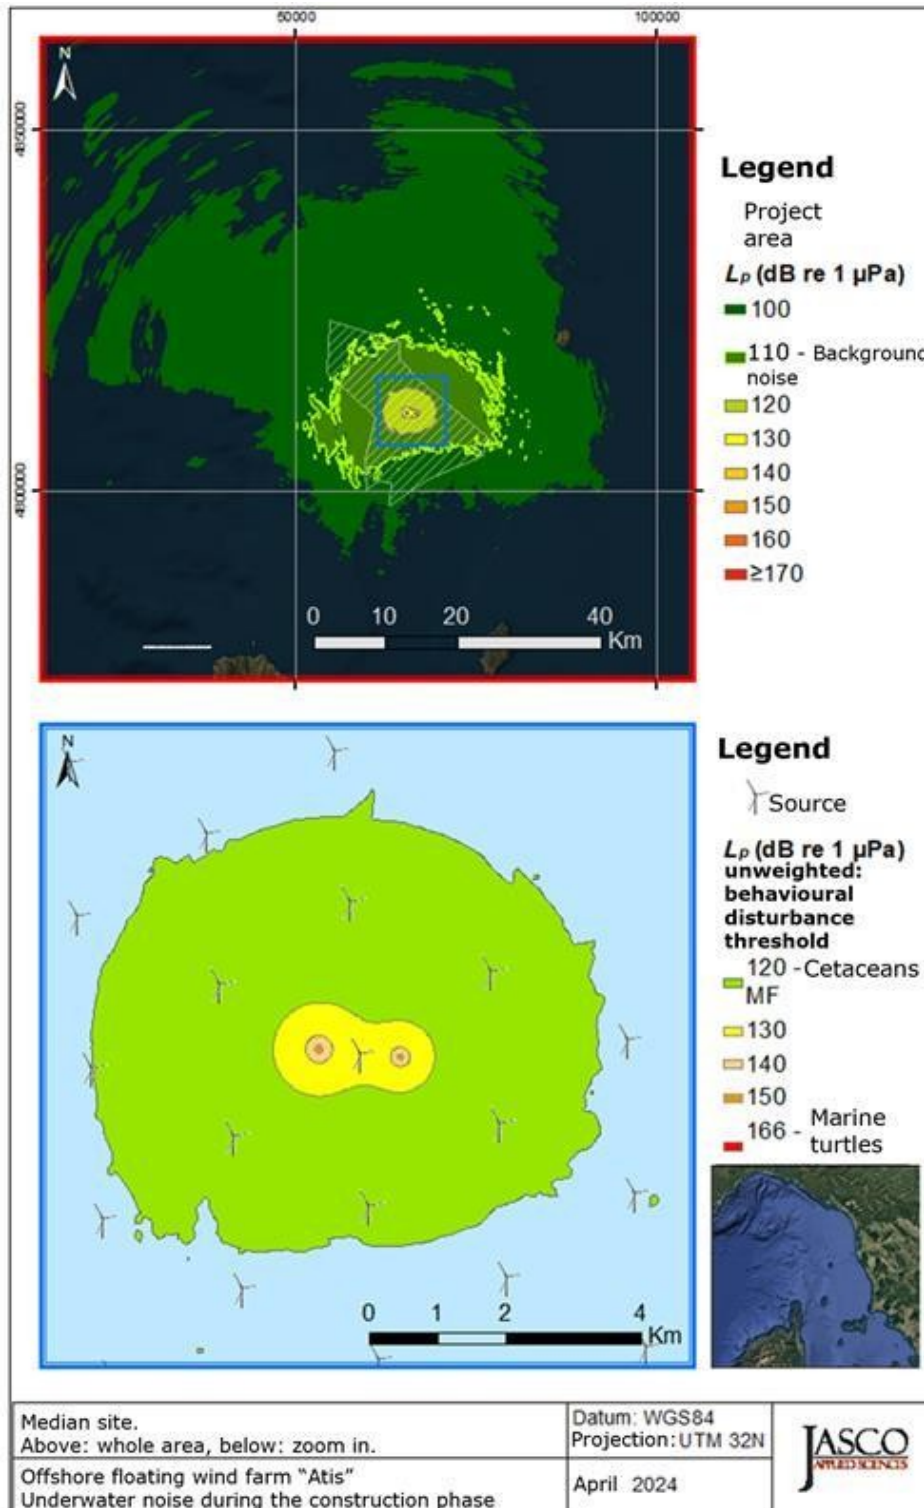 50000
100000
N
4850000
4800000
Legend
Project
area
Lp (dB re 1 μPa)
100
110 - Background
noise
120
130
140
150
160
≥170
0 10 20 40
Km
N
Legend
Source
Lp (dB re 1 μPa)
unweighted:
behavioural
disturbance
threshold
120 - Cetaceans
MF
130
140
150
166 - Marine
turtles
0 1 2 4
Km
Median site.
Above: whole area, below: zoom in.
Datum: WGS84
Projection: UTM 32N
JASCO
APPLIED SCIENCES
Offshore floating wind farm “Atis”
Underwater noise during the construction phase
April 2024